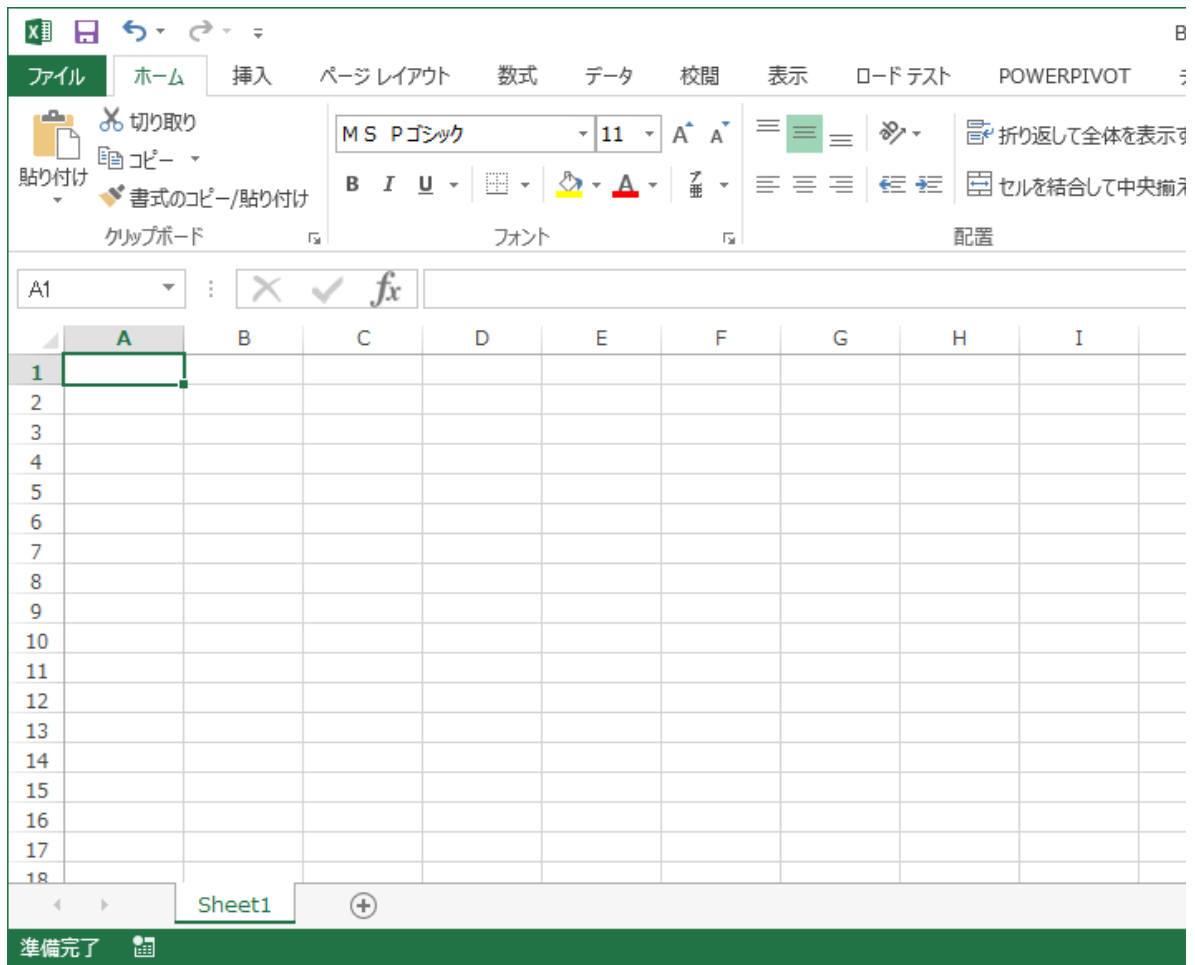 B
ファイル ホーム 挿入 ページ レイアウト 数式 データ 校閲 表示 ロード テスト POWERPIVOT
切り取り
コピー
書式のコピー/貼り付け
貼り付け
クリップボード
MS Pゴシック 11 A A
B I U A ア亜
フォント
折り返して全体を表示す
セルを結合して中央揃え
配置
A1 fx
A B C D E F G H I
1
2
3
4
5
6
7
8
9
10
11
12
13
14
15
16
17
18
Sheet1
準備完了